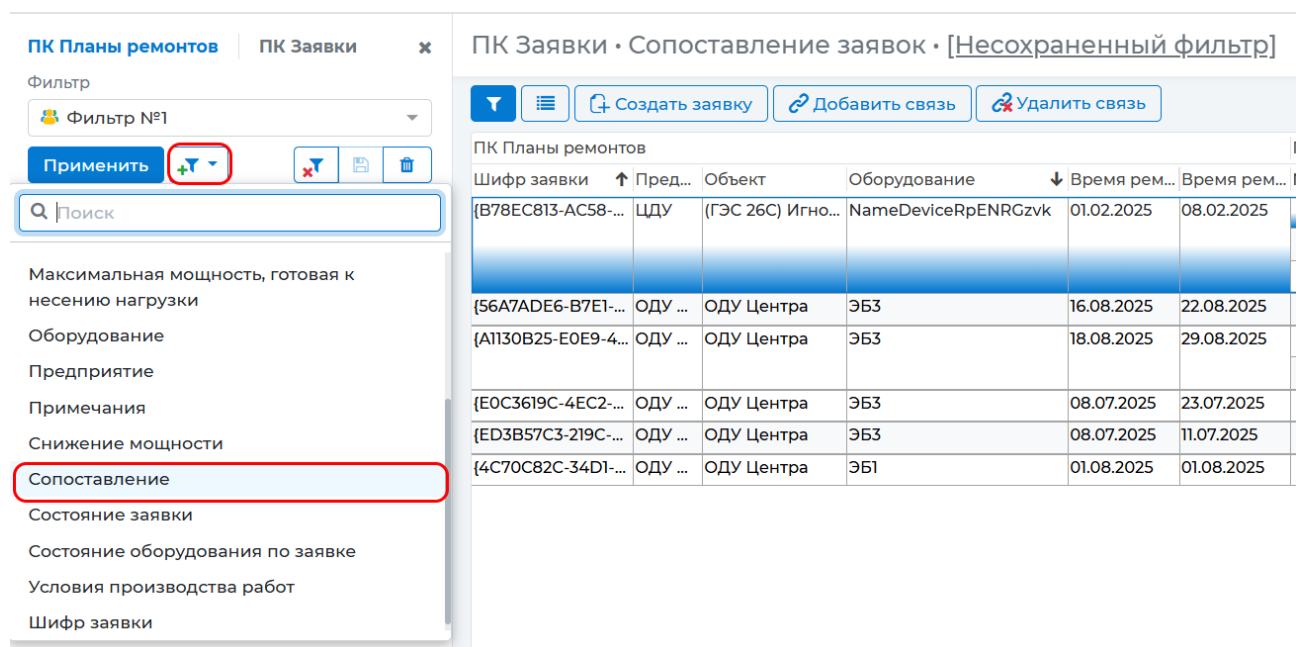 ПК Планы ремонтов ПК Заявки
Фильтр
Фильтр №1
Применить
Поиск
Максимальная мощность, готовая к
несению нагрузки
Оборудование
Предприятие
Примечания
Снижение мощности
Сопоставление
Состояние заявки
Состояние оборудования по заявке
Условия производства работ
Шифр заявки
ПК Заявки • Сопоставление заявок • [Несохраненный фильтр]
Создать заявку Добавить связь Удалить связь
ПК Планы ремонтов
Шифр заявки Пред... Объект Оборудование Время рем... Время рем...
{B78EC813-AC58-... ЦДУ (ГЭС 26С) Игно... NameDeviceRpENRGzvk 01.02.2025 08.02.2025
{56A7ADE6-B7E1-... ОДУ ... ОДУ Центра ЭБ3 16.08.2025 22.08.2025
{A1130B25-E0E9-4... ОДУ ... ОДУ Центра ЭБ3 18.08.2025 29.08.2025
{E0C3619C-4EC2-... ОДУ ... ОДУ Центра ЭБ3 08.07.2025 23.07.2025
{ED3B57C3-219C-... ОДУ ... ОДУ Центра ЭБ3 08.07.2025 11.07.2025
{4C70C82C-34D1-... ОДУ ... ОДУ Центра ЭБ1 01.08.2025 01.08.2025